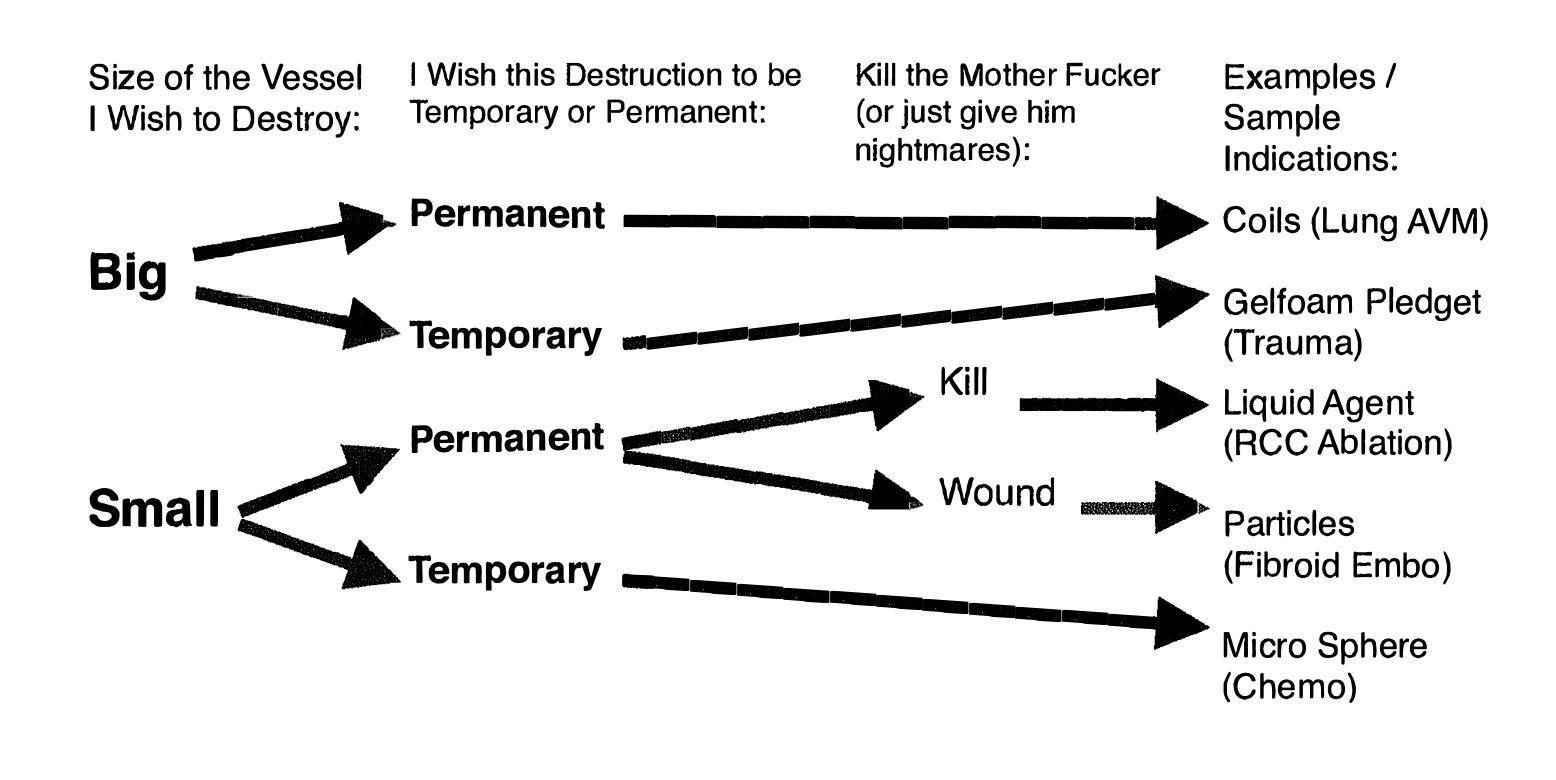 Size of the Vessel
I Wish to Destroy:
I Wish this Destruction to be
Temporary or Permanent:
Kill the Mother Fucker
(or just give him
nightmares):
Examples /
Sample
Indications:
Big
Permanent
Coils (Lung AVM)
Temporary
Gelfoam Pledget
(Trauma)
Small
Permanent
Kill
Liquid Agent
(RCC Ablation)
Wound
Particles
(Fibroid Embo)
Temporary
Micro Sphere
(Chemo)